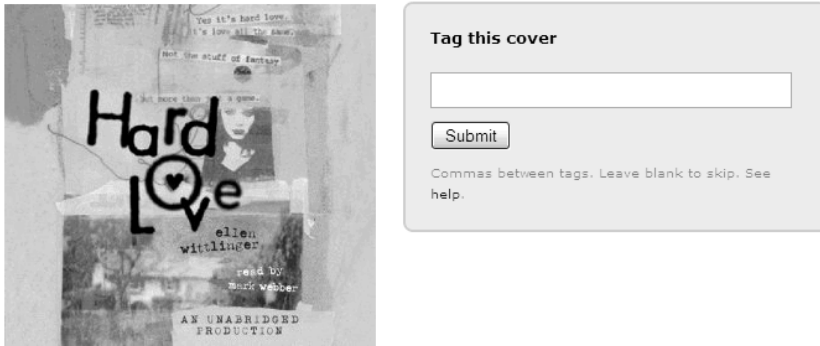 Yes it's hard love.
it's love all the same.
Not the stuff of fantasy
but more than just a game.
Hard
Love
ellen
wittlinger
read by
mark webber
AN UNABRIDGED
PRODUCTION
Tag this cover
Submit
Commas between tags. Leave blank to skip. See
help.